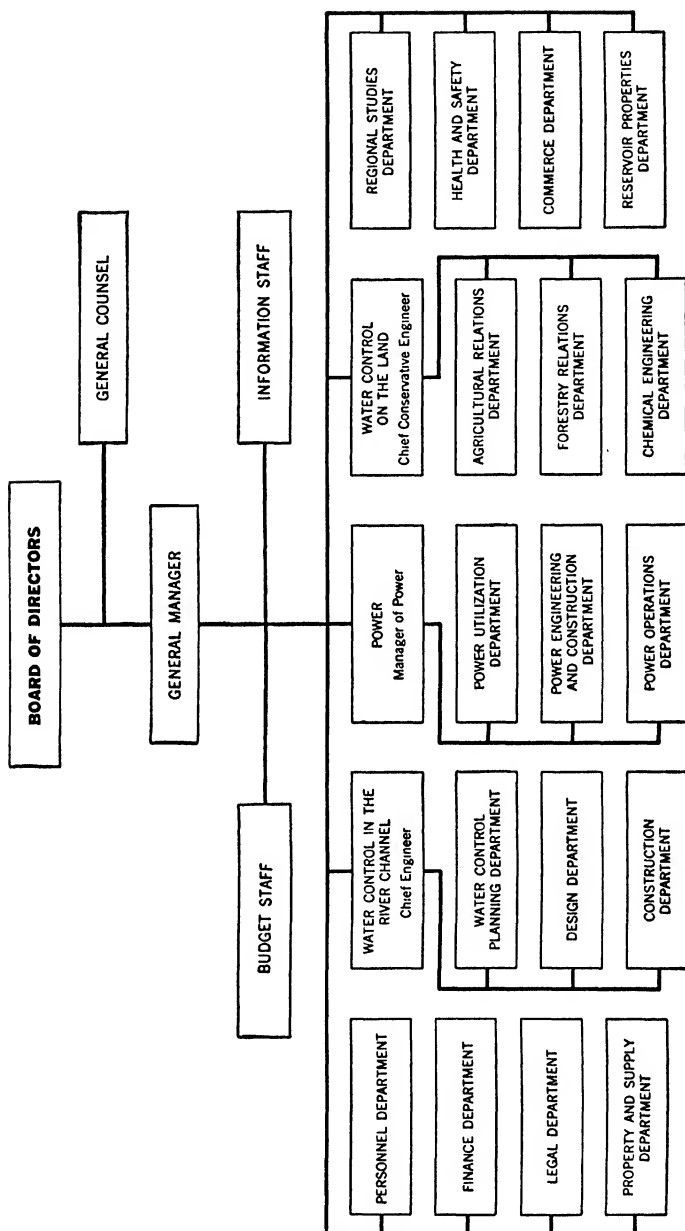 BOARD OF DIRECTORS
GENERAL COUNSEL
GENERAL MANAGER
BUDGET STAFF
INFORMATION STAFF
PERSONNEL DEPARTMENT
FINANCE DEPARTMENT
LEGAL DEPARTMENT
PROPERTY AND SUPPLY
DEPARTMENT
WATER CONTROL IN THE
RIVER CHANNEL
Chief Engineer
WATER CONTROL
PLANNING DEPARTMENT
DESIGN DEPARTMENT
CONSTRUCTION
DEPARTMENT
POWER
Manager of Power
POWER UTILIZATION
DEPARTMENT
POWER ENGINEERING
AND CONSTRUCTION
DEPARTMENT
POWER OPERATIONS
DEPARTMENT
WATER CONTROL
ON THE LAND
Chief Conservative Engineer
AGRICULTURAL RELATIONS
DEPARTMENT
FORESTRY RELATIONS
DEPARTMENT
CHEMICAL ENGINEERING
DEPARTMENT
REGIONAL STUDIES
DEPARTMENT
HEALTH AND SAFETY
DEPARTMENT
COMMERCE DEPARTMENT
RESERVOIR PROPERTIES
DEPARTMENT